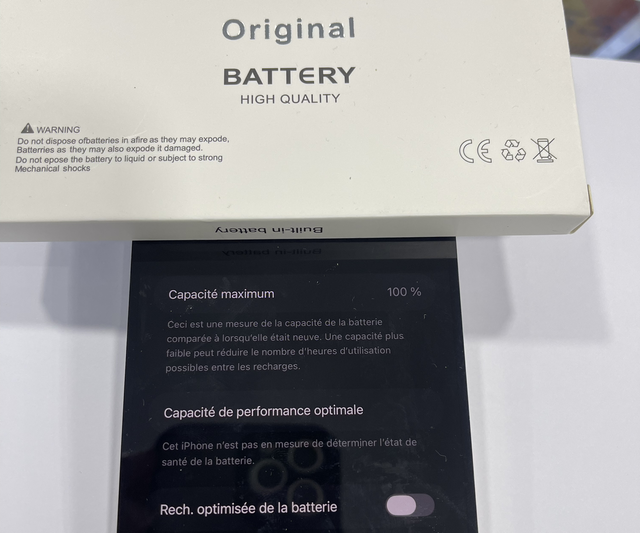 Original
BATTERY
HIGH QUALITY
WARNING
Do not dispose ofbatteries in afire as they may expode,
Batterries as they may also expode it damaged.
Do not epose the battery to liquid or subject to strong
Mechanical shocks
CE
Built-in battery
Capacité maximum
100 %
Ceci est une mesure de la capacité de la batterie
comparée à lorsqu'elle était neuve. Une capacité plus
faible peut réduire le nombre d'heures d'utilisation
possibles entre les recharges.
Capacité de performance optimale
Cet iPhone n'est pas en mesure de déterminer l'état de
santé de la batterie.
Rech. optimisée de la batterie